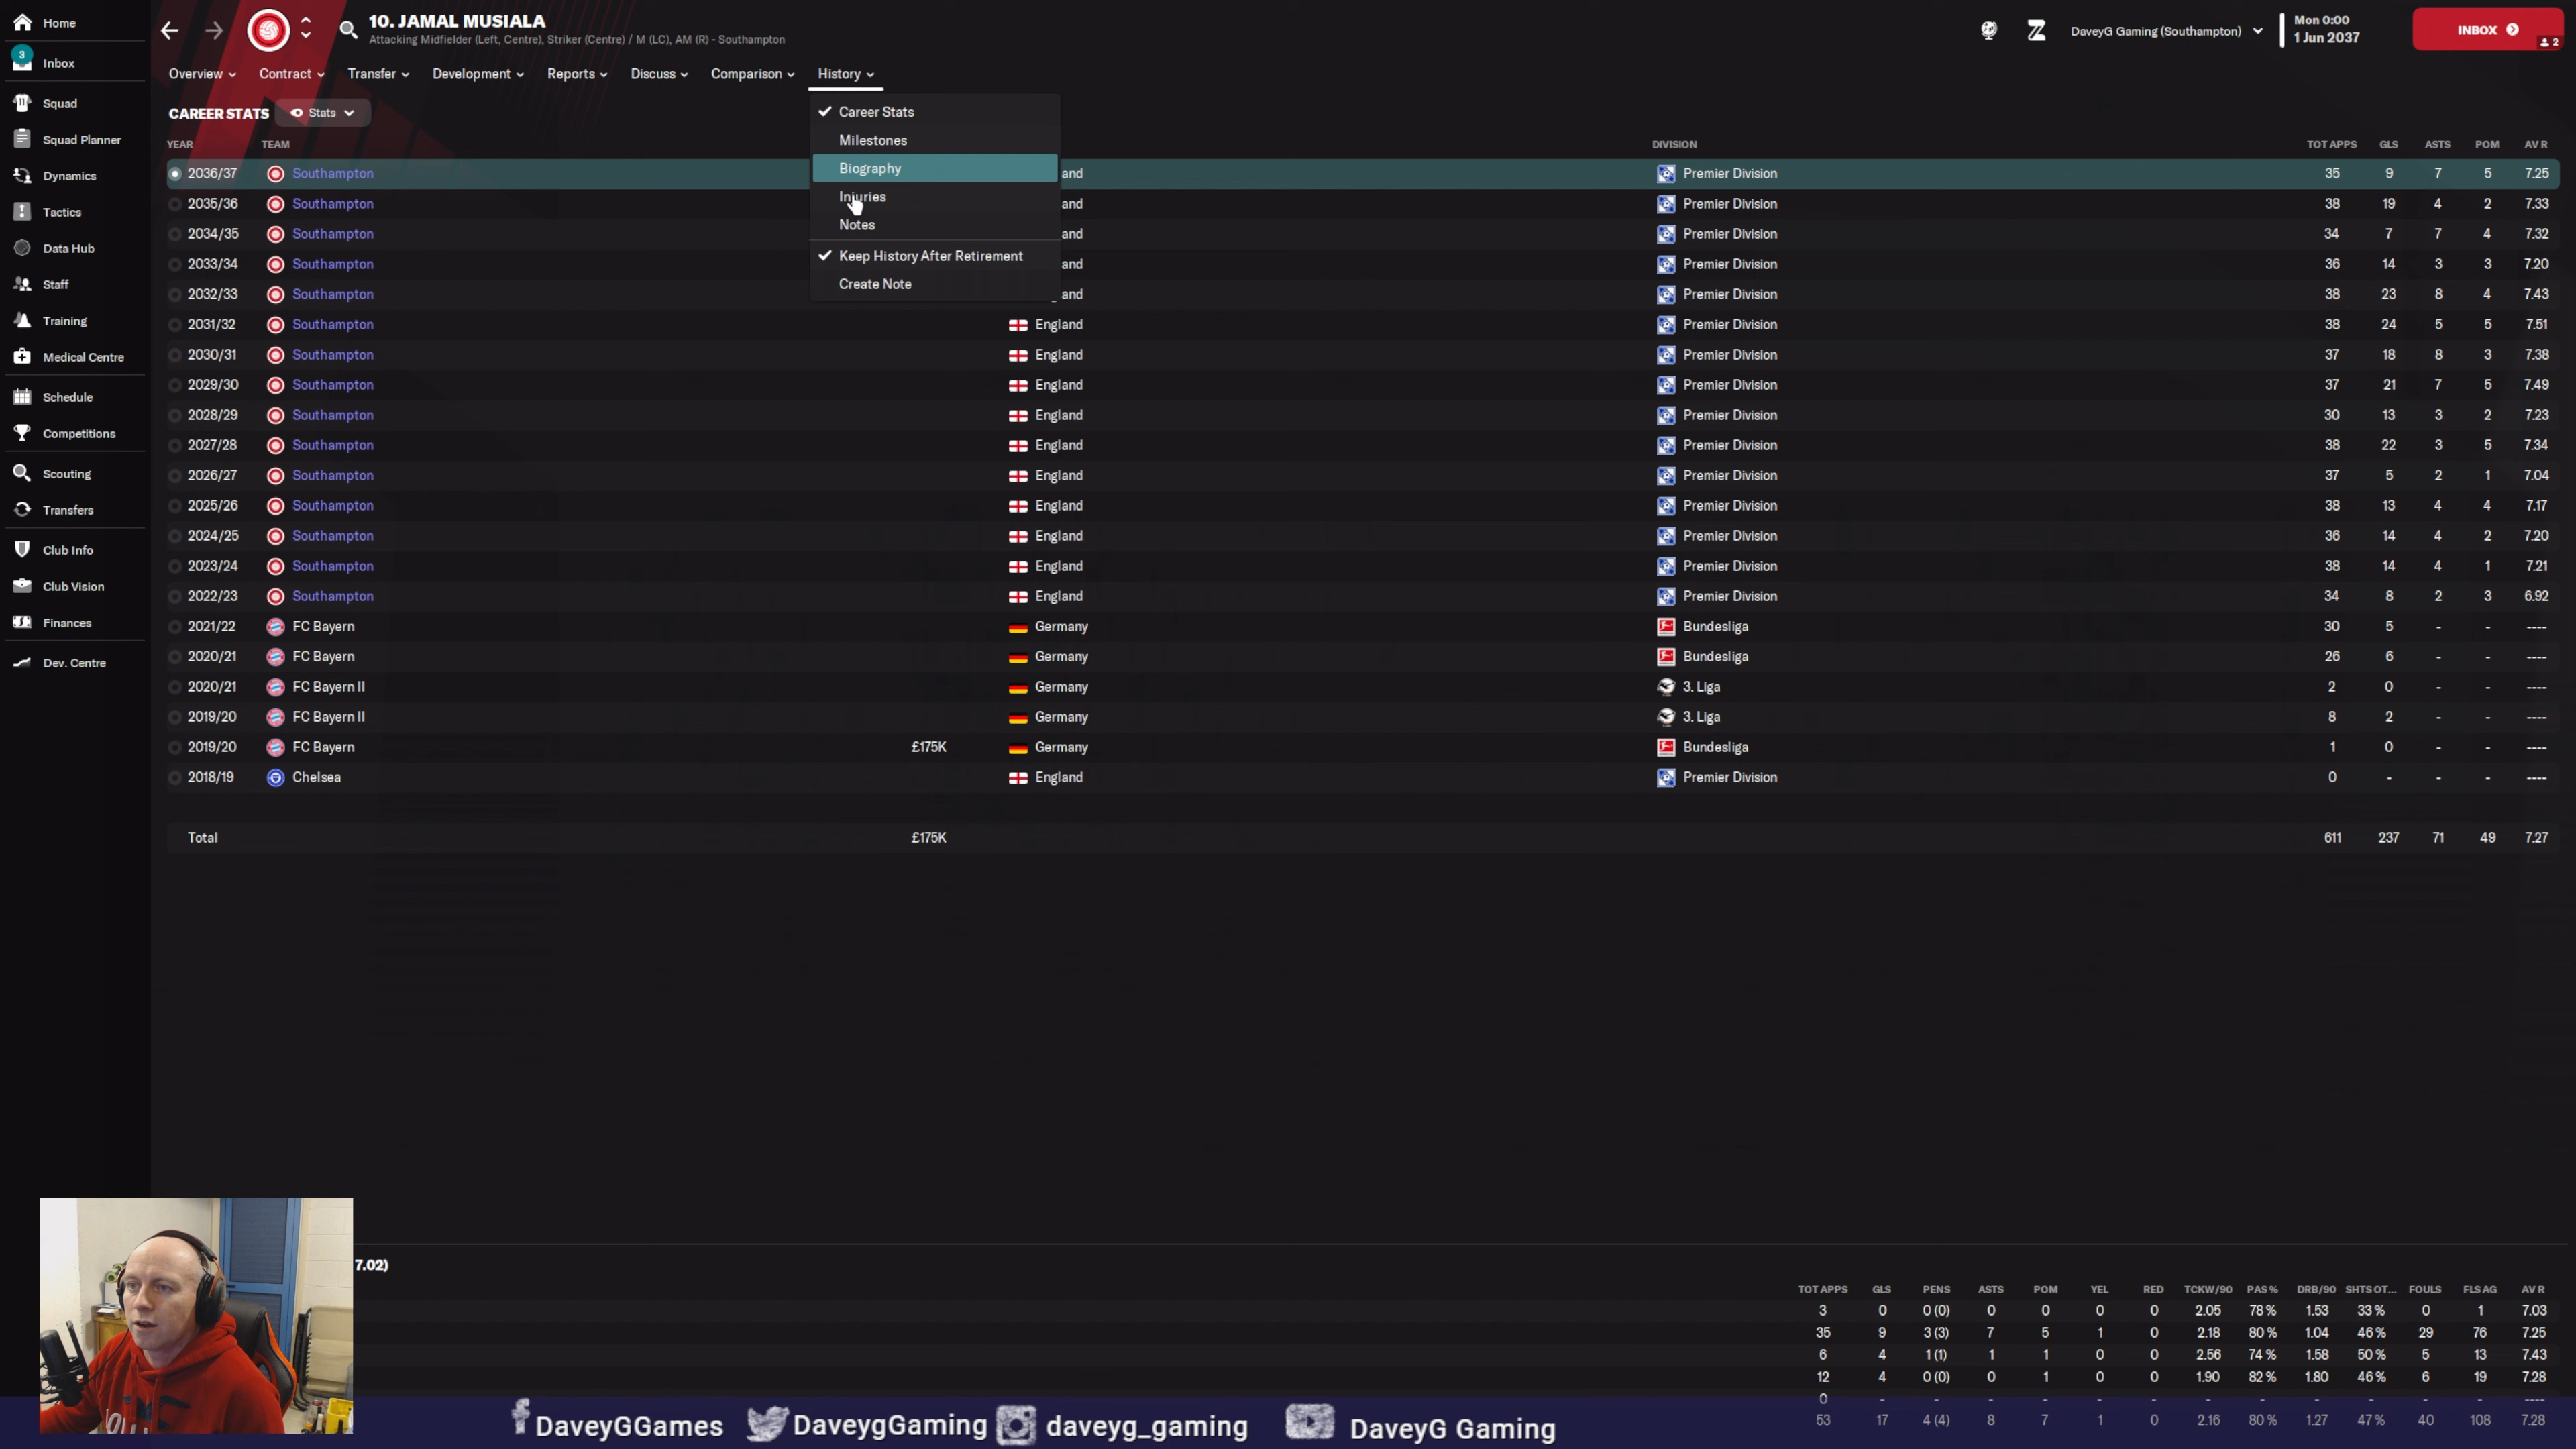 Home
3
Inbox
Squad
Squad Planner
Dynamics
Tactics
Data Hub
Staff
Training
Medical Centre
Schedule
Competitions
Scouting
Transfers
Club Info
Club Vision
Finances
Dev. Centre
10. JAMAL MUSIALA
Attacking Midfielder (Left, Centre), Striker (Centre) / M (LC), AM (R) - Southampton
DaveyG Gaming (Southampton)
Mon 0:00
1 Jun 2037
INBOX
2
Overview Contract Transfer Development Reports Discuss Comparison History
CAREER STATS Stats
Career Stats
Milestones
Biography
Injuries
Notes
Keep History After Retirement
Create Note
YEAR TEAM DIVISION TOT APPS GLS ASTS POM AV R
2036/37 Southampton and Premier Division 35 9 7 5 7.25
2035/36 Southampton and Premier Division 38 19 4 2 7.33
2034/35 Southampton and Premier Division 34 7 7 4 7.32
2033/34 Southampton and Premier Division 36 14 3 3 7.20
2032/33 Southampton and Premier Division 38 23 8 4 7.43
2031/32 Southampton England Premier Division 38 24 5 5 7.51
2030/31 Southampton England Premier Division 37 18 8 3 7.38
2029/30 Southampton England Premier Division 37 21 7 5 7.49
2028/29 Southampton England Premier Division 30 13 3 2 7.23
2027/28 Southampton England Premier Division 38 22 3 5 7.34
2026/27 Southampton England Premier Division 37 5 2 1 7.04
2025/26 Southampton England Premier Division 38 13 4 4 7.17
2024/25 Southampton England Premier Division 36 14 4 2 7.20
2023/24 Southampton England Premier Division 38 14 4 1 7.21
2022/23 Southampton England Premier Division 34 8 2 3 6.92
2021/22 FC Bayern Germany Bundesliga 30 5 - - ----
2020/21 FC Bayern Germany Bundesliga 26 6 - - ----
2020/21 FC Bayern II Germany 3. Liga 2 0 - - ----
2019/20 FC Bayern II Germany 3. Liga 8 2 - - ----
2019/20 FC Bayern £175K Germany Bundesliga 1 0 - - ----
2018/19 Chelsea England Premier Division 0 - - - ----
Total £175K 611 237 71 49 7.27
7.02)
TOT APPS GLS PENS ASTS POM YEL RED TCKW/90 PAS % DRB/90 SHTS OT... FOULS FLS AG AV R
3 0 0 (0) 0 0 0 0 2.05 78 % 1.53 33 % 0 1 7.03
35 9 3 (3) 7 5 1 0 2.18 80 % 1.04 46 % 29 76 7.25
6 4 1 (1) 1 1 0 0 2.56 74 % 1.58 50 % 5 13 7.43
12 4 0 (0) 0 1 0 0 1.90 82 % 1.80 46 % 6 19 7.28
0 - - - - - - - - - - - - ----
53 17 4 (4) 8 7 1 0 2.16 80 % 1.27 47 % 40 108 7.28
DaveyGGames DaveygGaming daveyg_gaming DaveyG Gaming